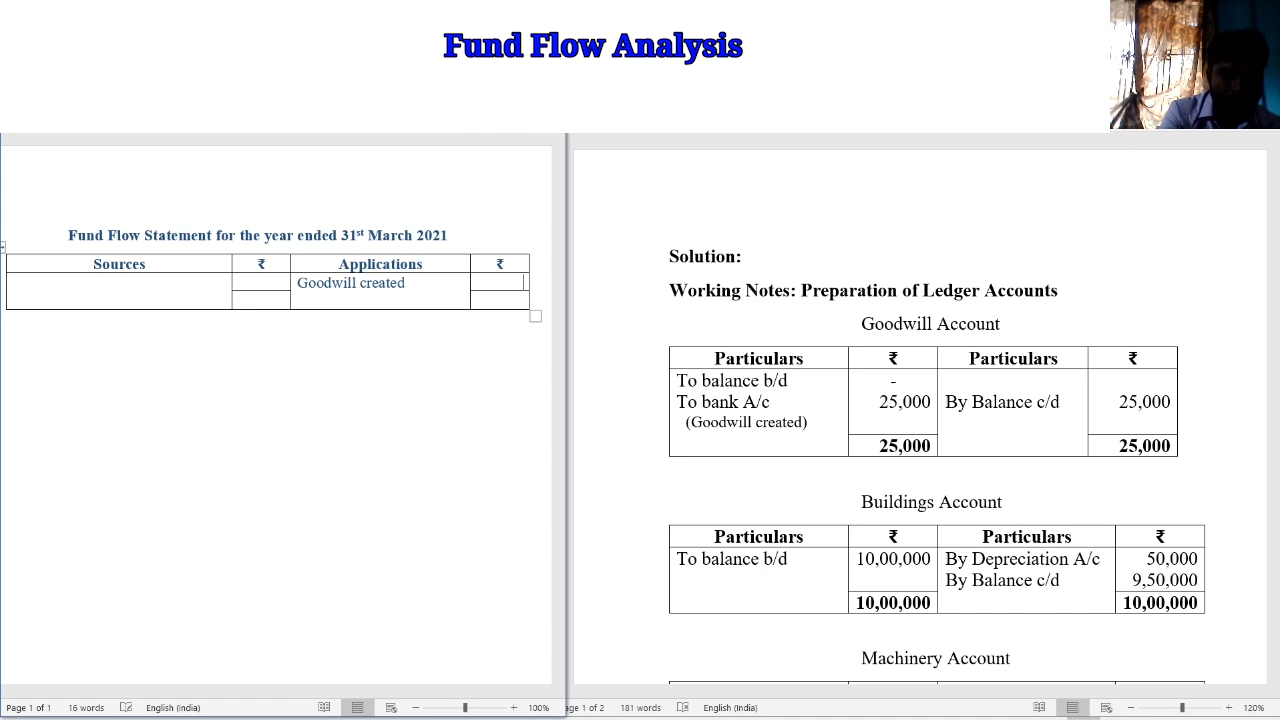 Fund Flow Analysis
Fund Flow Statement for the year ended 31st March 2021
Sources ₹ Applications ₹
Goodwill created
Page 1 of 1 16 words English (India) 100%
Solution:
Working Notes: Preparation of Ledger Accounts
Goodwill Account
Particulars ₹ Particulars ₹
To balance b/d -
To bank A/c 25,000 By Balance c/d 25,000
(Goodwill created)
25,000 25,000
Buildings Account
Particulars ₹ Particulars ₹
To balance b/d 10,00,000 By Depreciation A/c 50,000
By Balance c/d 9,50,000
10,00,000 10,00,000
Machinery Account
ge 1 of 2 181 words English (India) 120%